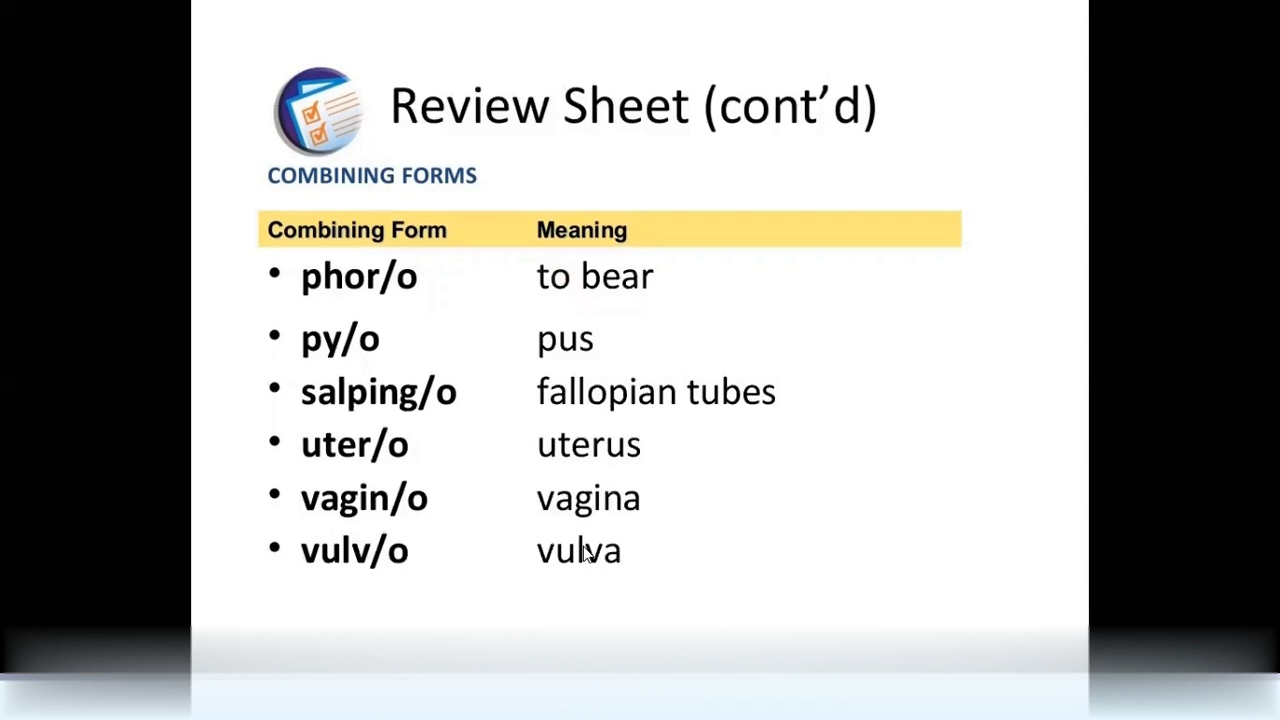 Review Sheet (cont’d)
COMBINING FORMS
Combining Form Meaning
• phor/o to bear
• py/o pus
• salping/o fallopian tubes
• uter/o uterus
• vagin/o vagina
• vulv/o vulva